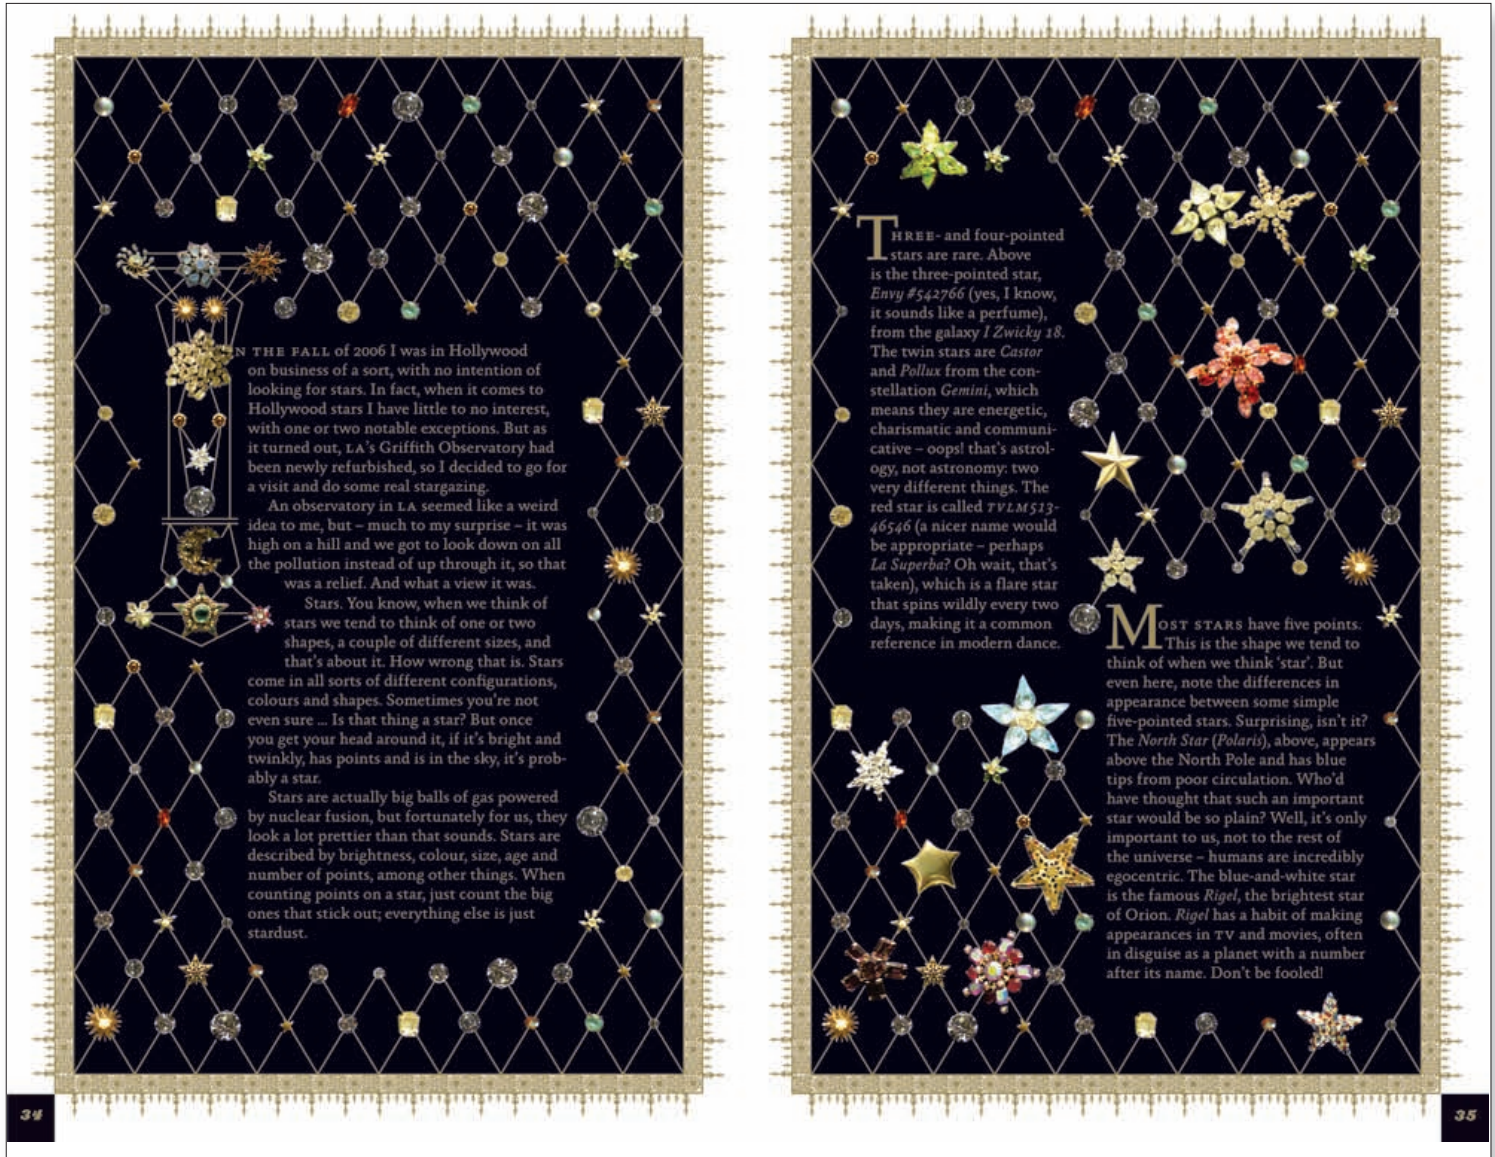 IN THE FALL of 2006 I was in Hollywood
on business of a sort, with no intention of
looking for stars. In fact, when it comes to
Hollywood stars I have little to no interest,
with one or two notable exceptions. But as
it turned out, LA's Griffith Observatory had
been newly refurbished, so I decided to go for
a visit and do some real stargazing.
An observatory in LA seemed like a weird
idea to me, but – much to my surprise – it was
high on a hill and we got to look down on all
the pollution instead of up through it, so that
was a relief. And what a view it was.
Stars. You know, when we think of
stars we tend to think of one or two
shapes, a couple of different sizes, and
that's about it. How wrong that is. Stars
come in all sorts of different configurations,
colours and shapes. Sometimes you're not
even sure ... Is that thing a star? But once
you get your head around it, if it's bright and
twinkly, has points and is in the sky, it's prob-
ably a star.
Stars are actually big balls of gas powered
by nuclear fusion, but fortunately for us, they
look a lot prettier than that sounds. Stars are
described by brightness, colour, size, age and
number of points, among other things. When
counting points on a star, just count the big
ones that stick out; everything else is just
stardust.
34
THREE- and four-pointed
stars are rare. Above
is the three-pointed star,
Envy #542766 (yes, I know,
it sounds like a perfume),
from the galaxy I Zwicky 18.
The twin stars are Castor
and Pollux from the con-
stellation Gemini, which
means they are energetic,
charismatic and communi-
cative – oops! that's astrol-
ogy, not astronomy: two
very different things. The
red star is called TVLM513-
46546 (a nicer name would
be appropriate – perhaps
La Superba? Oh wait, that's
taken), which is a flare star
that spins wildly every two
days, making it a common
reference in modern dance.
MOST STARS have five points.
This is the shape we tend to
think of when we think 'star'. But
even here, note the differences in
appearance between some simple
five-pointed stars. Surprising, isn't it?
The North Star (Polaris), above, appears
above the North Pole and has blue
tips from poor circulation. Who'd
have thought that such an important
star would be so plain? Well, it's only
important to us, not to the rest of
the universe – humans are incredibly
egocentric. The blue-and-white star
is the famous Rigel, the brightest star
of Orion. Rigel has a habit of making
appearances in TV and movies, often
in disguise as a planet with a number
after its name. Don't be fooled!
35